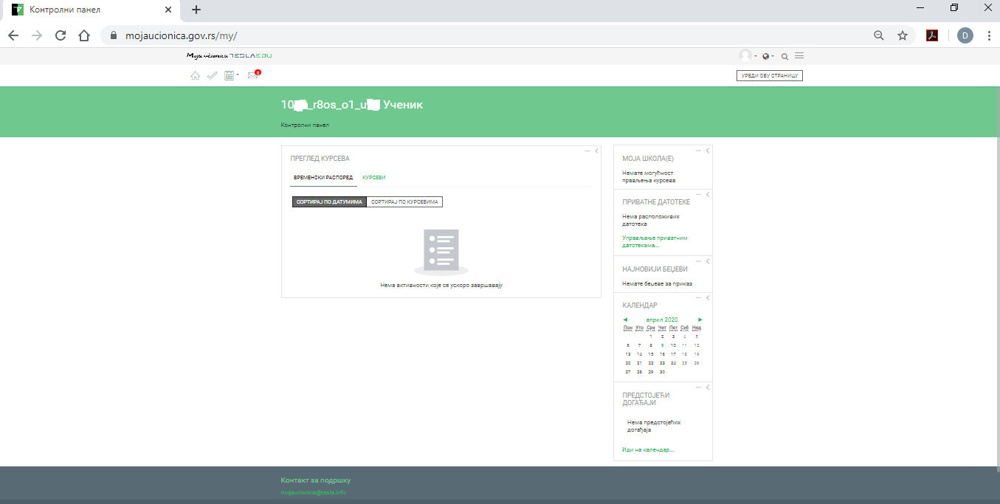 Контролни панел
mojaucionica.gov.rs/my/
D
Moja učionica TESLAEDU
0
УРЕДИ ОВУ СТРАНИЦУ
10 _r8os_o1_u Ученик
Контролни панел
ПРЕГЛЕД КУРСЕВА
ВРЕМЕНСКИ РАСПОРЕД КУРСЕВИ
СОРТИРАЈ ПО ДАТУМИМА СОРТИРАЈ ПО КУРСЕВИМА
Нема активности које се ускоро завршавају
МОЈА ШКОЛА(Е)
Немате могућност
прављења курсева
ПРИВАТНЕ ДАТОТЕКЕ
Нема расположивих
датотека
Управљање приватним
датотекама...
НАЈНОВИЈИ БЕЏЕВИ
Немате беџеве за приказ
КАЛЕНДАР
◄ април 2020. ►
Пон Уто Сре Чет Пет Суб Нед
1 2 3 4 5
6 7 8 9 10 11 12
13 14 15 16 17 18 19
20 21 22 23 24 25 26
27 28 29 30
ПРЕДСТОЈЕЋИ
ДОГАЂАЈИ
Нема предстојећих
догађаја
Иди на календар...
Контакт за подршку
mojaucionica@tesla.info